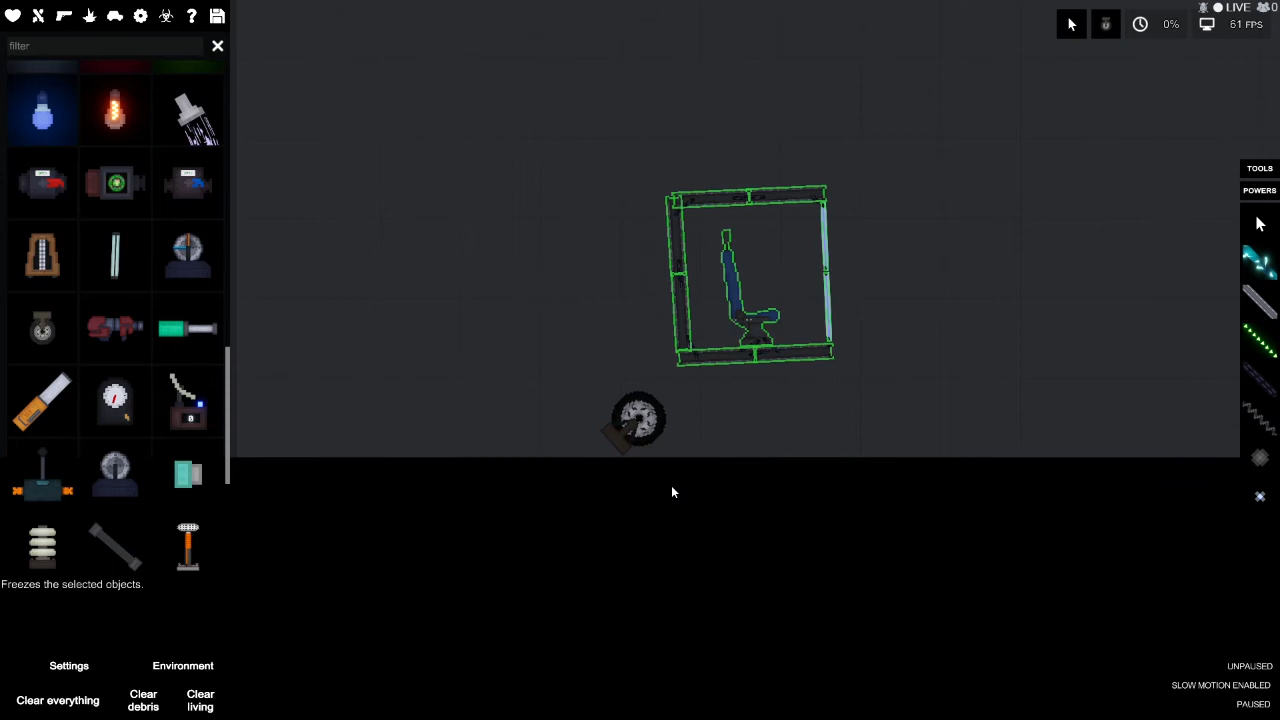 LIVE 0
0% 61 FPS
filter
TOOLS
POWERS
0
Freezes the selected objects.
Settings Environment
Clear everything Clear debris Clear living
UNPAUSED
SLOW MOTION ENABLED
PAUSED